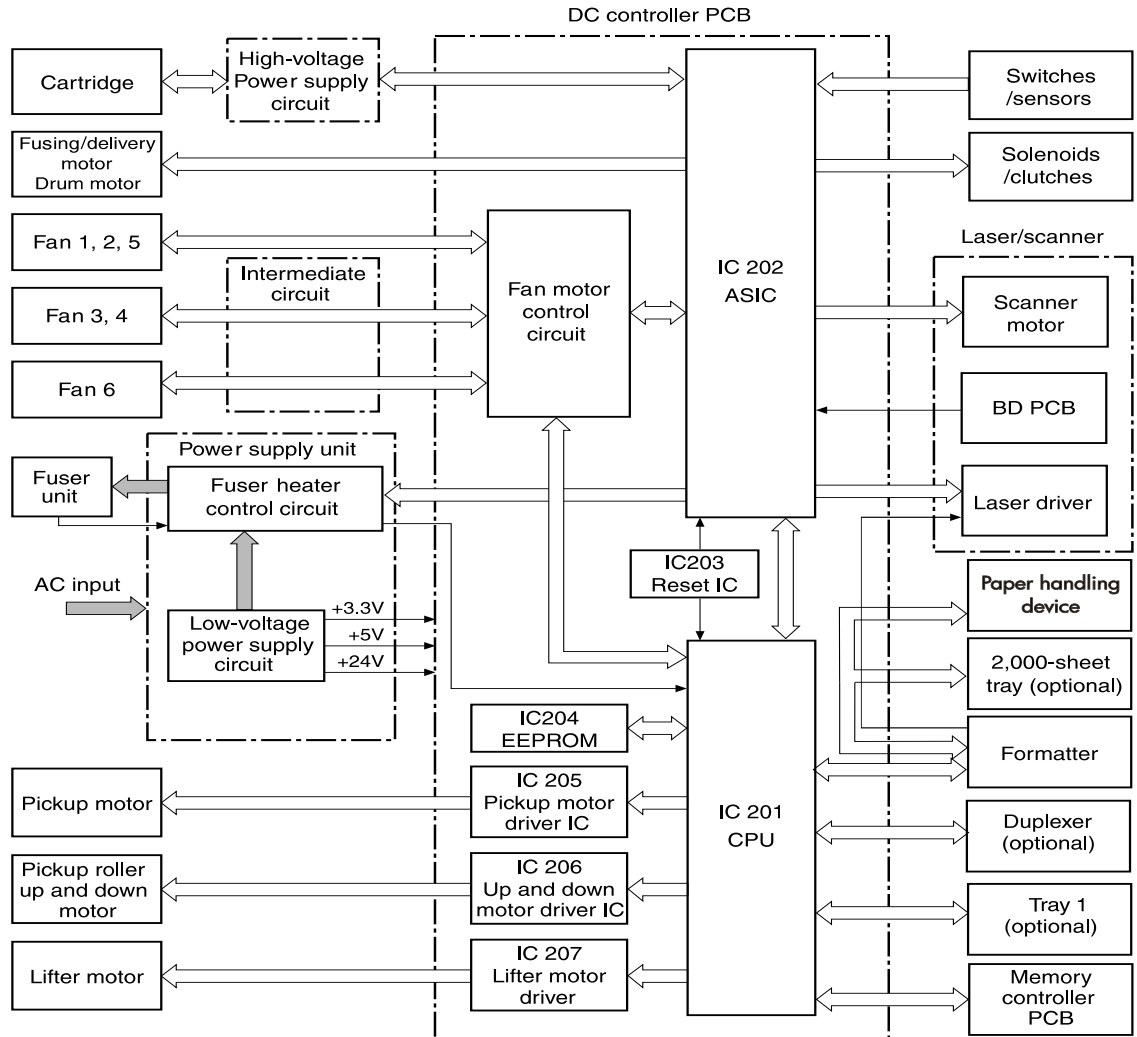 DC controller PCB
Cartridge
High-voltage
Power supply
circuit
Switches
/sensors
Fusing/delivery
motor
Drum motor
Solenoids
/clutches
Fan 1, 2, 5
Intermediate
circuit
Fan 3, 4
Fan 6
Fan motor
control
circuit
IC 202
ASIC
Laser/scanner
Scanner
motor
BD PCB
Laser driver
Power supply unit
Fuser
unit
Fuser heater
control circuit
AC input
Low-voltage
power supply
circuit
+3.3V
+5V
+24V
IC203
Reset IC
Paper handling
device
2,000-sheet
tray (optional)
Formatter
IC204
EEPROM
Pickup motor
IC 205
Pickup motor
driver IC
IC 201
CPU
Duplexer
(optional)
Pickup roller
up and down
motor
IC 206
Up and down
motor driver IC
Tray 1
(optional)
Lifter motor
IC 207
Lifter motor
driver
Memory
controller
PCB